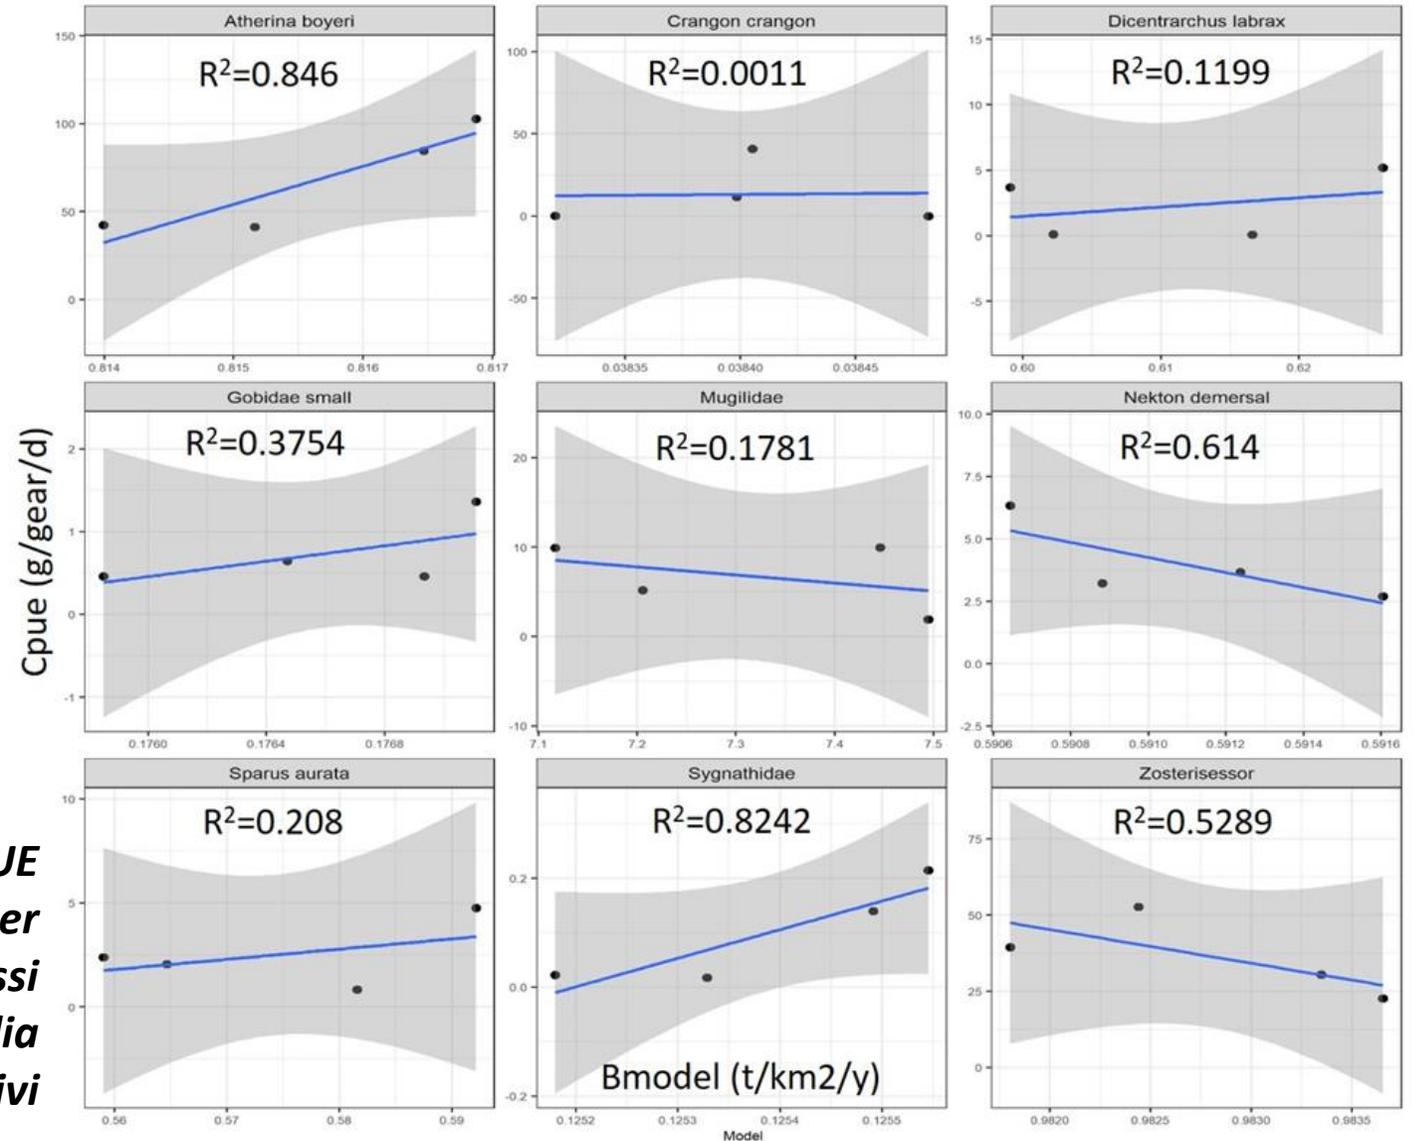 Atherina boyeri
R²=0.846
150
100
50
0
0.814 0.815 0.816 0.817
Crangon crangon
R²=0.0011
100
50
0
-50
0.03835 0.03840 0.03845
Dicentrarchus labrax
R²=0.1199
15
10
5
0
-5
0.60 0.61 0.62
Cpue (g/gear/d)
Gobidae small
R²=0.3754
2
1
0
-1
0.1760 0.1764 0.1768
Mugilidae
R²=0.1781
20
10
0
-10
7.1 7.2 7.3 7.4 7.5
Nekton demersal
R²=0.614
10.0
7.5
5.0
2.5
0.0
-2.5
0.5906 0.5908 0.5910 0.5912 0.5914 0.5916
Sparus aurata
R²=0.208
10
5
0
0.56 0.57 0.58 0.59
Sygnathidae
R²=0.8242
0.2
0.0
-0.2
Bmodel (t/km2/y)
0.1252 0.1253 0.1254 0.1255
Model
Zosterisessor
R²=0.5289
75
50
25
0
0.9820 0.9825 0.9830 0.9835
UE
er
ssi
lia
ivi